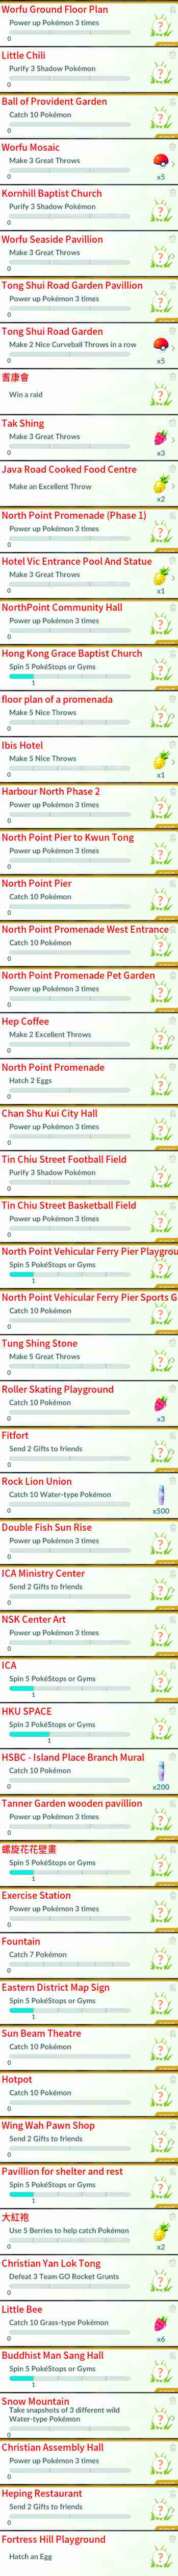 Worfu Ground Floor Plan
Power up Pokémon 3 times
?
0
Little Chili
Purify 3 Shadow Pokémon
?
0
Ball of Provident Garden
Catch 10 Pokémon
?
0
Worfu Mosaic
Make 3 Great Throws
0
x5
Kornhill Baptist Church
Purify 3 Shadow Pokémon
?
0
Worfu Seaside Pavillion
Make 3 Great Throws
?
0
Tong Shui Road Garden Pavillion
Power up Pokémon 3 times
?
0
Tong Shui Road Garden
Make 2 Nice Curveball Throws in a row
0
x5
耆康會
Win a raid
?
Tak Shing
Make 3 Great Throws
0
x3
Java Road Cooked Food Centre
Make an Excellent Throw
x2
North Point Promenade (Phase 1)
Power up Pokémon 3 times
?
0
Hotel Vic Entrance Pool And Statue
Make 3 Great Throws
0
x1
NorthPoint Community Hall
Power up Pokémon 3 times
?
0
Hong Kong Grace Baptist Church
Spin 5 PokéStops or Gyms
?
1
floor plan of a promenada
Make 5 Nice Throws
?
0
Ibis Hotel
Make 5 Nice Throws
0
x1
Harbour North Phase 2
Power up Pokémon 3 times
?
0
North Point Pier to Kwun Tong
Power up Pokémon 3 times
?
0
North Point Pier
Catch 10 Pokémon
?
0
North Point Promenade West Entrance
Catch 10 Pokémon
?
0
North Point Promenade Pet Garden
Power up Pokémon 3 times
?
0
Hep Coffee
Make 2 Excellent Throws
?
0
North Point Promenade
Hatch 2 Eggs
?
0
Chan Shu Kui City Hall
Power up Pokémon 3 times
?
0
Tin Chiu Street Football Field
Purify 3 Shadow Pokémon
?
0
Tin Chiu Street Basketball Field
Power up Pokémon 3 times
?
0
North Point Vehicular Ferry Pier Playgrou
Spin 5 PokéStops or Gyms
?
1
North Point Vehicular Ferry Pier Sports G
Catch 10 Pokémon
?
0
Tung Shing Stone
Make 5 Great Throws
?
0
Roller Skating Playground
Catch 10 Pokémon
0
x3
Fitfort
Send 2 Gifts to friends
?
0
Rock Lion Union
Catch 10 Water-type Pokémon
0
x500
Double Fish Sun Rise
Power up Pokémon 3 times
?
0
ICA Ministry Center
Send 2 Gifts to friends
?
0
NSK Center Art
Power up Pokémon 3 times
?
0
ICA
Spin 5 PokéStops or Gyms
?
1
HKU SPACE
Spin 3 PokéStops or Gyms
?
1
HSBC - Island Place Branch Mural
Catch 10 Pokémon
0
x200
Tanner Garden wooden pavillion
Power up Pokémon 3 times
?
0
螺旋花花壁畫
Spin 5 PokéStops or Gyms
?
1
Exercise Station
Power up Pokémon 3 times
?
0
Fountain
Catch 7 Pokémon
?
0
Eastern District Map Sign
Spin 5 PokéStops or Gyms
?
1
Sun Beam Theatre
Catch 10 Pokémon
?
0
Hotpot
Catch 10 Pokémon
?
0
Wing Wah Pawn Shop
Send 2 Gifts to friends
?
0
Pavillion for shelter and rest
Spin 5 PokéStops or Gyms
?
1
大紅袍
Use 5 Berries to help catch Pokémon
0
x2
Christian Yan Lok Tong
Defeat 3 Team GO Rocket Grunts
?
0
Little Bee
Catch 10 Grass-type Pokémon
0
x6
Buddhist Man Sang Hall
Spin 5 PokéStops or Gyms
?
1
Snow Mountain
Take snapshots of 3 different wild
Water-type Pokémon
?
0
Christian Assembly Hall
Power up Pokémon 3 times
?
0
Heping Restaurant
Send 2 Gifts to friends
?
0
Fortress Hill Playground
Hatch an Egg
?